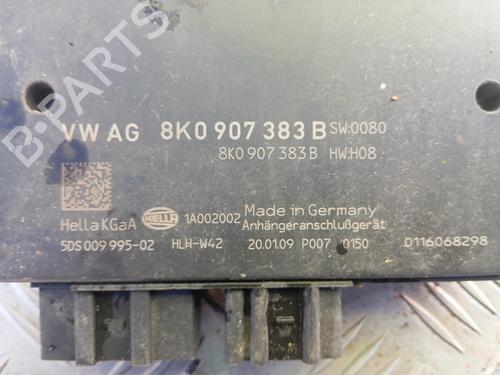 VW AG 8K0 907 383 B SW:0080
8K0 907 383 B HW:H08
Hella KGaA HELLA 1A002002 Made in Germany
Anhängeranschlußgerät
5DS 009 995-02 HLH-W42 20.01.09 P007 0150 0116068298
B PARTS